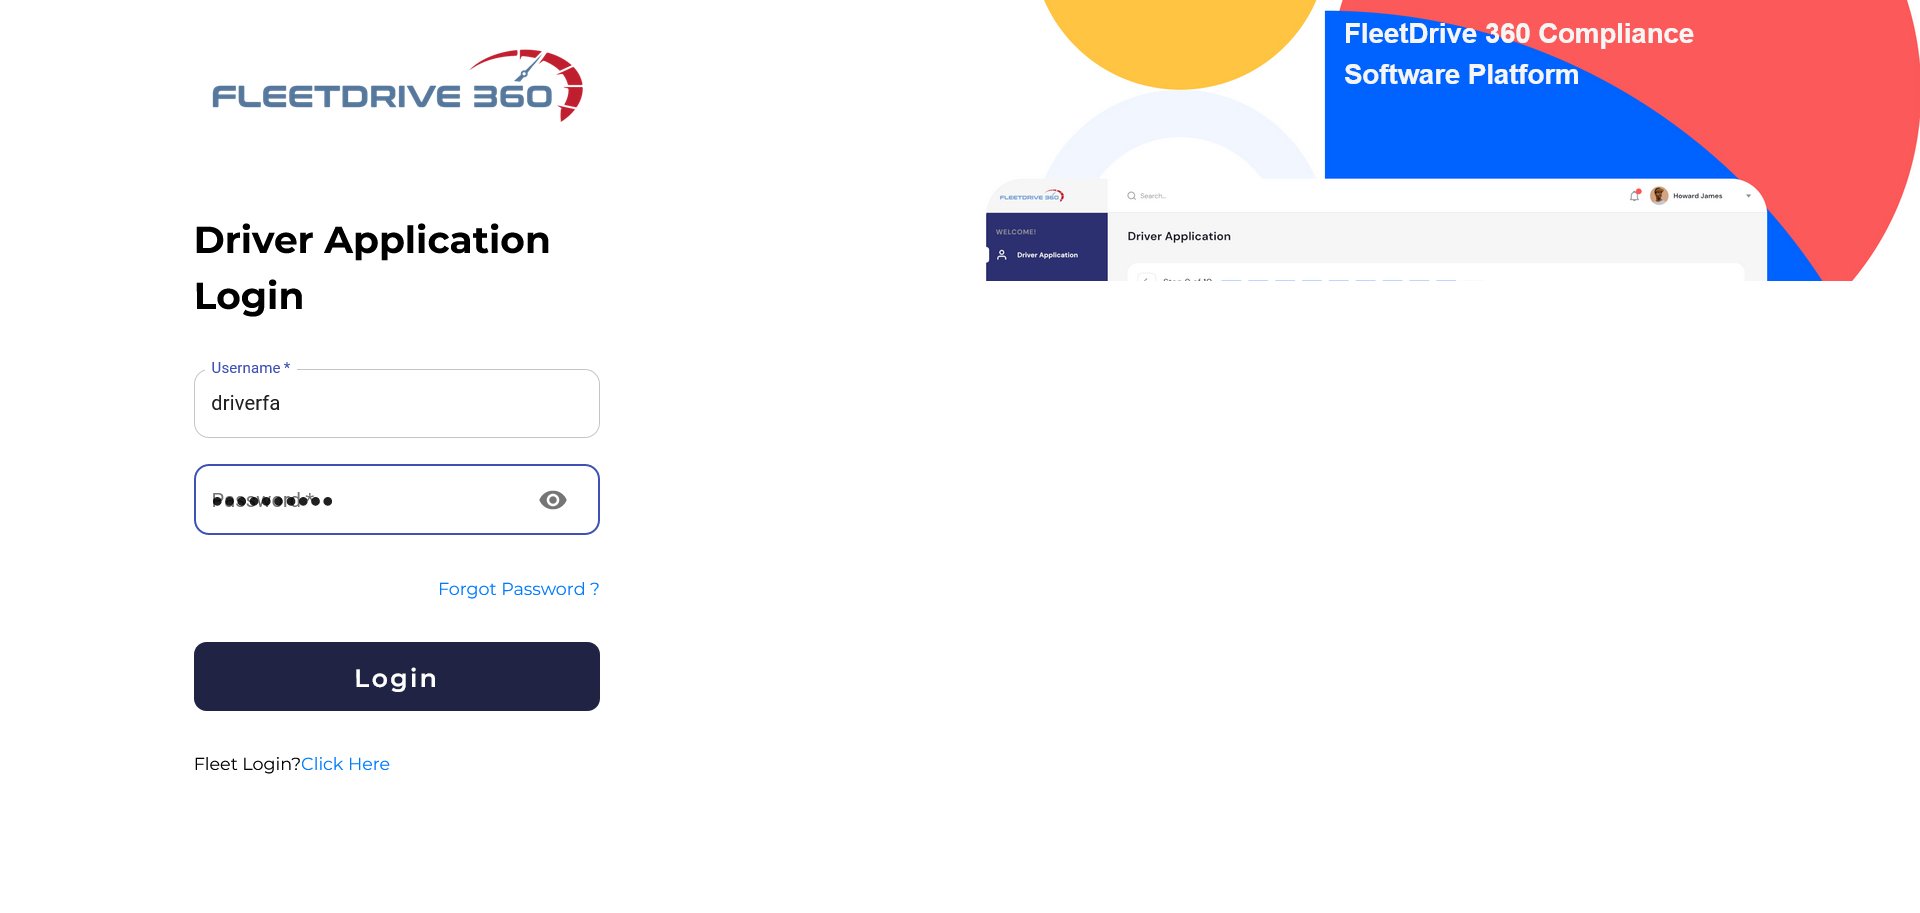 FLEETDRIVE 360
Driver Application
Login
Username *
driverfa
Password *
Forgot Password ?
Login
Fleet Login?Click Here
FleetDrive 360 Compliance
Software Platform
FLEETDRIVE 360
Search...
Howard James
WELCOME!
Driver Application
Driver Application